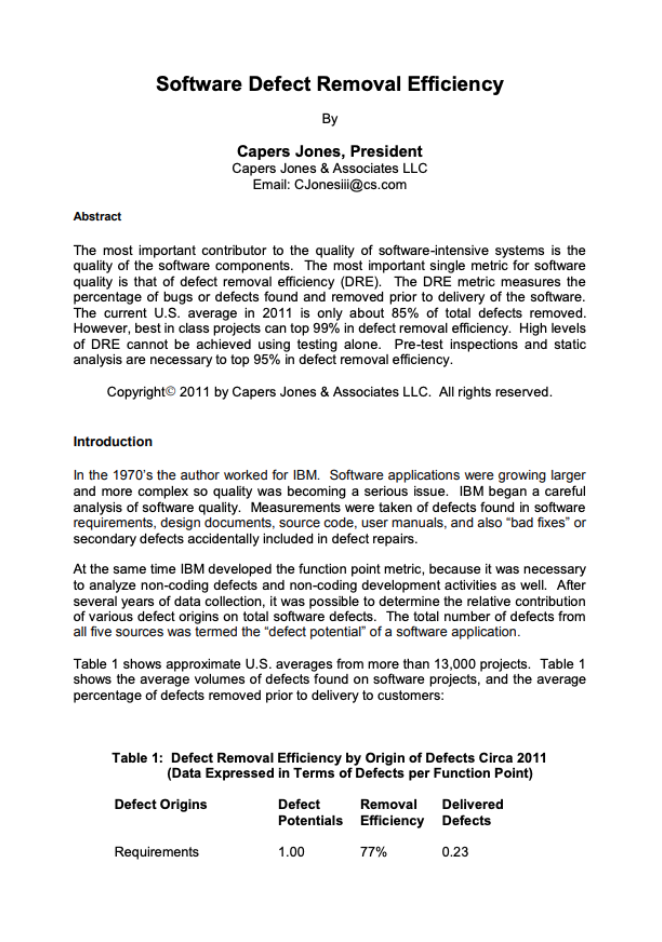 Software Defect Removal Efficiency
By
Capers Jones, President
Capers Jones & Associates LLC
Email: CJonesiii@cs.com
Abstract
The most important contributor to the quality of software-intensive systems is the
quality of the software components. The most important single metric for software
quality is that of defect removal efficiency (DRE). The DRE metric measures the
percentage of bugs or defects found and removed prior to delivery of the software.
The current U.S. average in 2011 is only about 85% of total defects removed.
However, best in class projects can top 99% in defect removal efficiency. High levels
of DRE cannot be achieved using testing alone. Pre-test inspections and static
analysis are necessary to top 95% in defect removal efficiency.
Copyright© 2011 by Capers Jones & Associates LLC. All rights reserved.
Introduction
In the 1970's the author worked for IBM. Software applications were growing larger
and more complex so quality was becoming a serious issue. IBM began a careful
analysis of software quality. Measurements were taken of defects found in software
requirements, design documents, source code, user manuals, and also “bad fixes” or
secondary defects accidentally included in defect repairs.
At the same time IBM developed the function point metric, because it was necessary
to analyze non-coding defects and non-coding development activities as well. After
several years of data collection, it was possible to determine the relative contribution
of various defect origins on total software defects. The total number of defects from
all five sources was termed the “defect potential” of a software application.
Table 1 shows approximate U.S. averages from more than 13,000 projects. Table 1
shows the average volumes of defects found on software projects, and the average
percentage of defects removed prior to delivery to customers:
Table 1: Defect Removal Efficiency by Origin of Defects Circa 2011
(Data Expressed in Terms of Defects per Function Point)
Defect Origins Defect Removal Delivered
Potentials Efficiency Defects
Requirements 1.00 77% 0.23